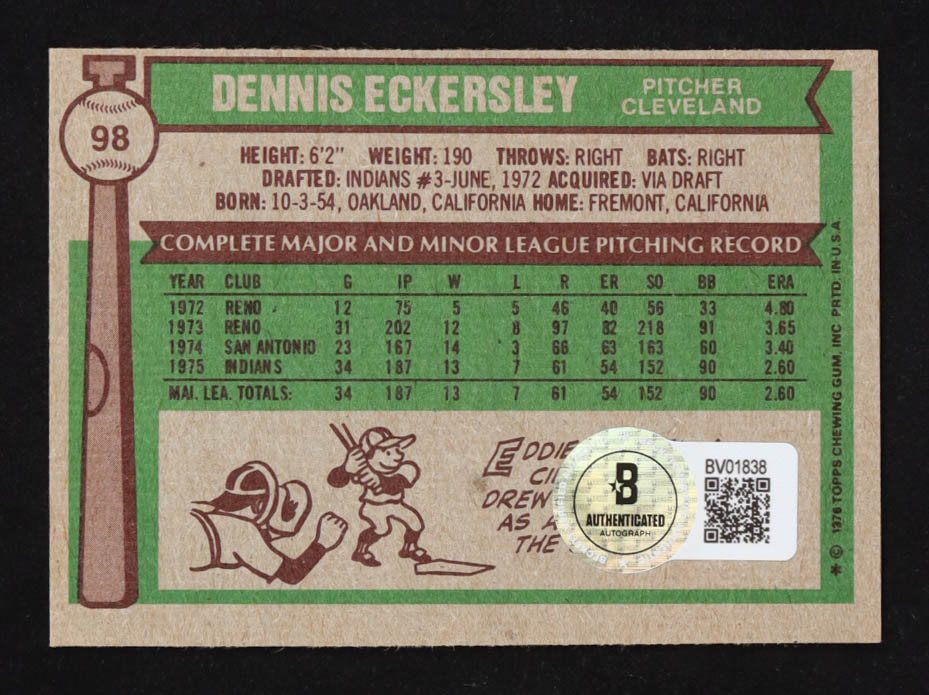 DENNIS ECKERSLEY
PITCHER
CLEVELAND
98
HEIGHT: 6'2" WEIGHT: 190 THROWS: RIGHT BATS: RIGHT
DRAFTED: INDIANS #3-JUNE, 1972 ACQUIRED: VIA DRAFT
BORN: 10-3-54, OAKLAND, CALIFORNIA HOME: FREMONT, CALIFORNIA
COMPLETE MAJOR AND MINOR LEAGUE PITCHING RECORD
YEAR CLUB G IP W L R ER SO BB ERA
1972 RENO 12 75 5 5 46 40 56 33 4.80
1973 RENO 31 202 12 8 97 82 218 91 3.65
1974 SAN ANTONIO 23 167 14 3 66 63 163 60 3.40
1975 INDIANS 34 187 13 7 61 54 152 90 2.60
MAJ. LEA. TOTALS: 34 187 13 7 61 54 152 90 2.60
EDDIE
DREW
AS A
THE
B
AUTHENTICATED
AUTOGRAPH
BV01838
* © 1976 TOPPS CHEWING GUM, INC PRTD. IN U.S.A.